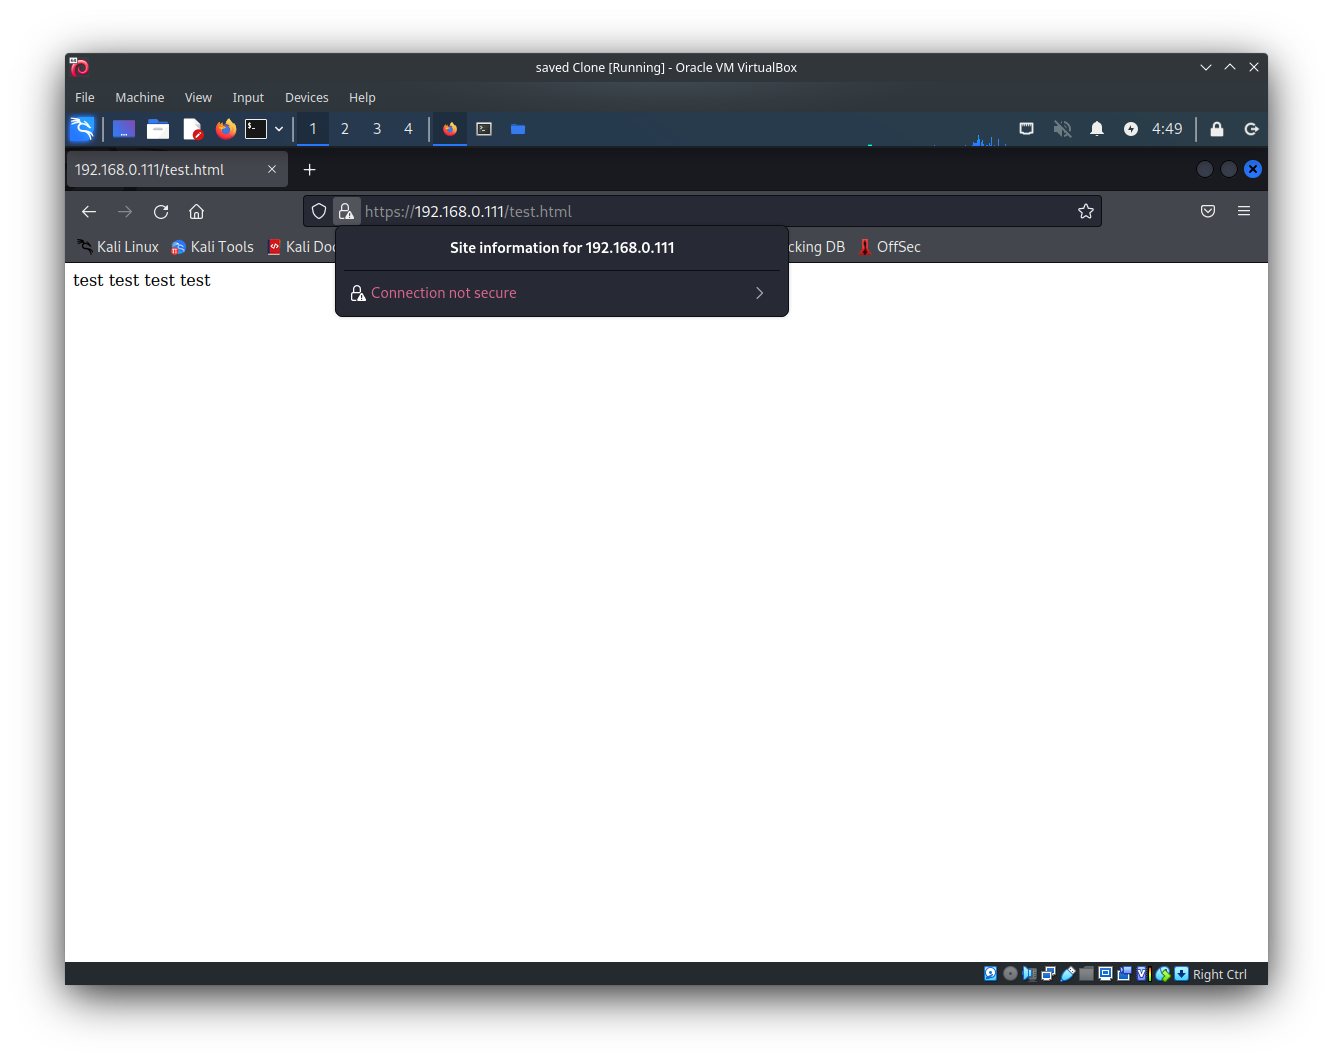 saved Clone [Running] - Oracle VM VirtualBox
File Machine View Input Devices Help
1 2 3 4 4:49
192.168.0.111/test.html
https://192.168.0.111/test.html
Kali Linux Kali Tools Kali Doc cking DB OffSec
Site information for 192.168.0.111
test test test test
Connection not secure
Right Ctrl